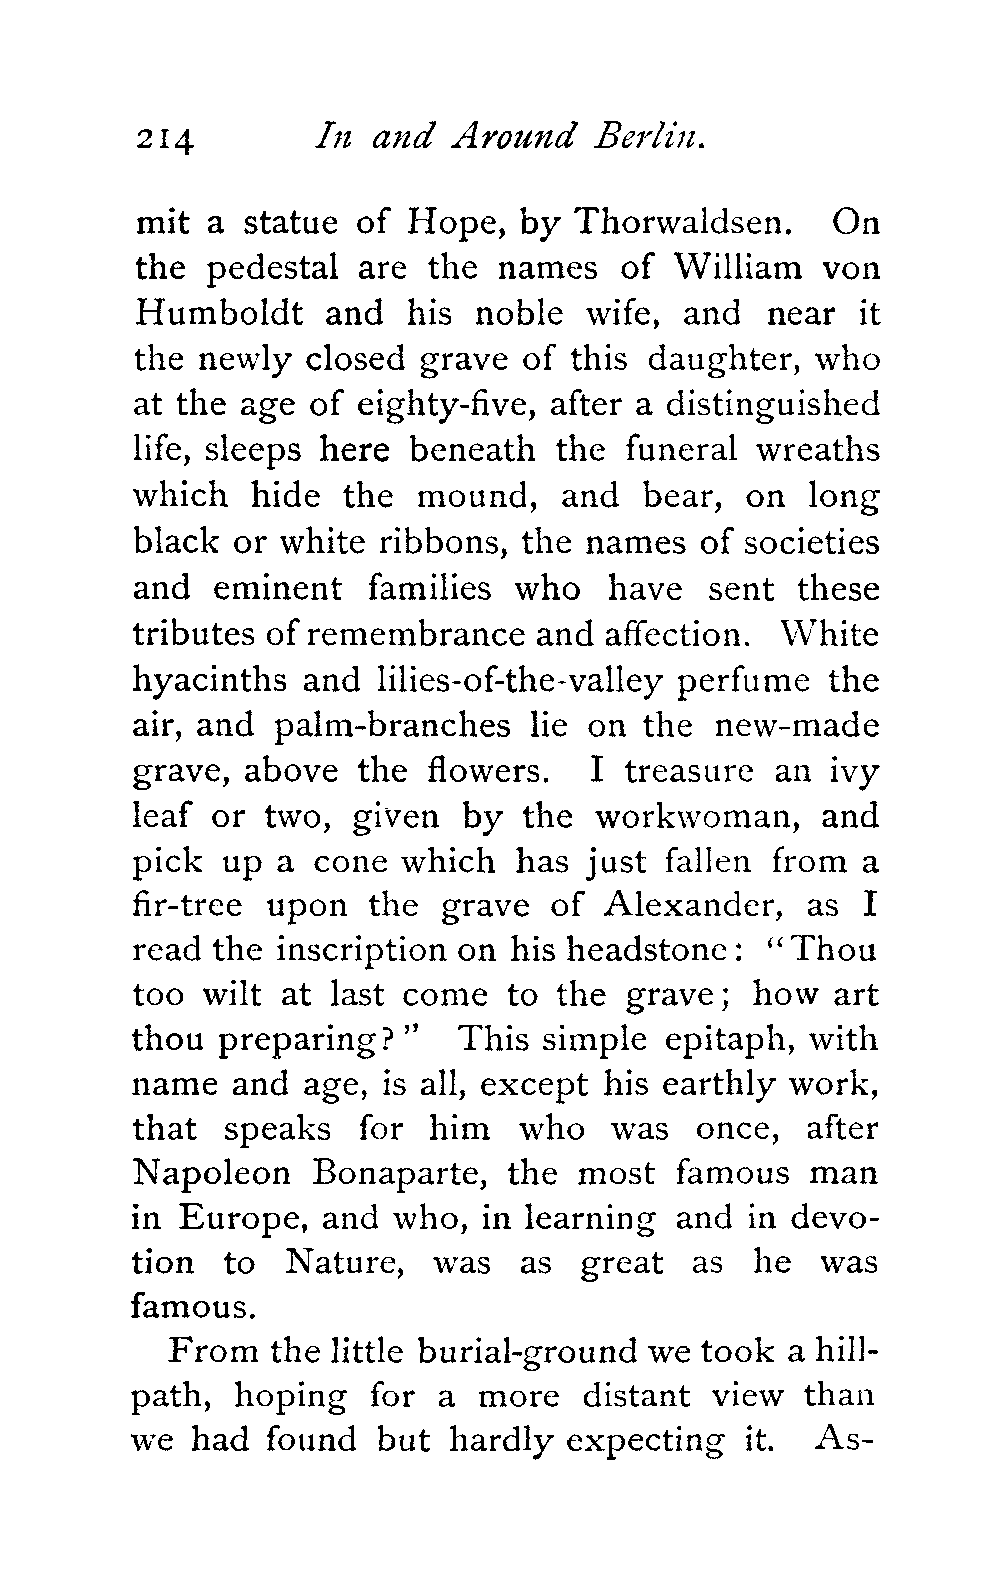 214 In and Around Berlin.
mit a statue of Hope, by Thorwaldsen. On
the pedestal are the names of William von
Humboldt and his noble wife, and near it
the newly closed grave of this daughter, who
at the age of eighty-five, after a distinguished
life, sleeps here beneath the funeral wreaths
which hide the mound, and bear, on long
black or white ribbons, the names of societies
and eminent families who have sent these
tributes of remembrance and affection. White
hyacinths and lilies-of-the-valley perfume the
air, and palm-branches lie on the new-made
grave, above the flowers. I treasure an ivy
leaf or two, given by the workwoman, and
pick up a cone which has just fallen from a
fir-tree upon the grave of Alexander, as I
read the inscription on his headstone: "Thou
too wilt at last come to the grave; how art
thou preparing?" This simple epitaph, with
name and age, is all, except his earthly work,
that speaks for him who was once, after
Napoleon Bonaparte, the most famous man
in Europe, and who, in learning and in devo-
tion to Nature, was as great as he was
famous.
From the little burial-ground we took a hill-
path, hoping for a more distant view than
we had found but hardly expecting it. As-